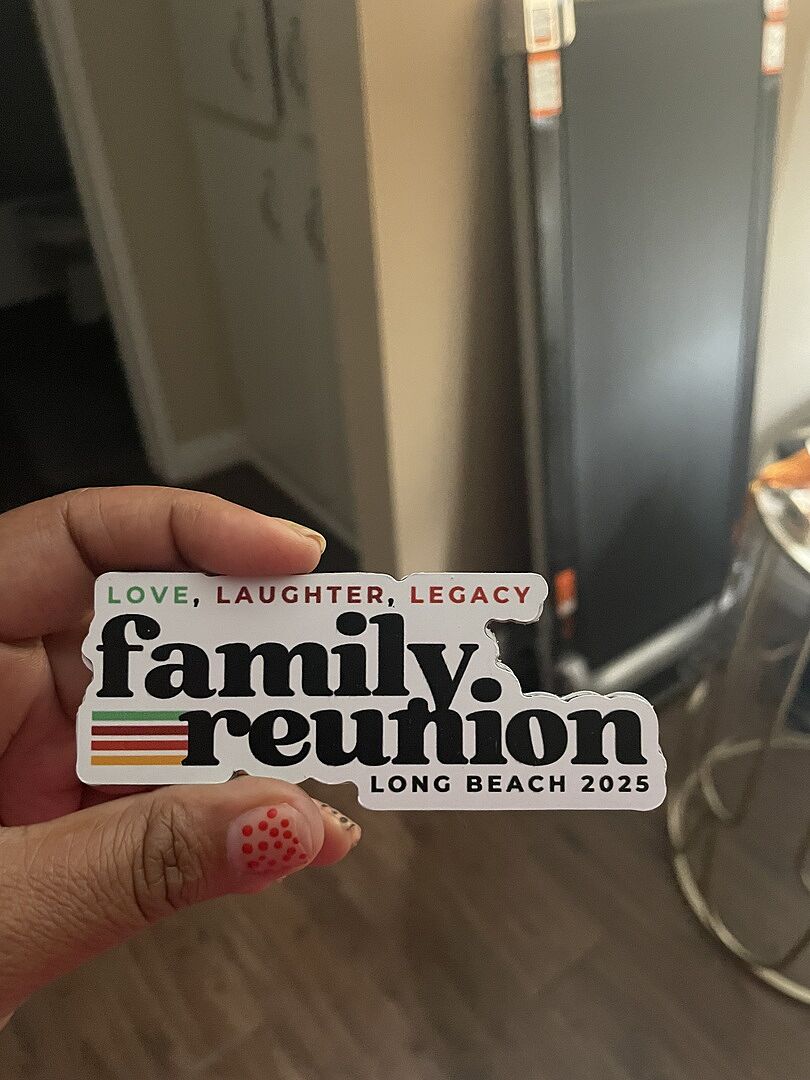 LOVE, LAUGHTER, LEGACY
family
reunion
LONG BEACH 2025